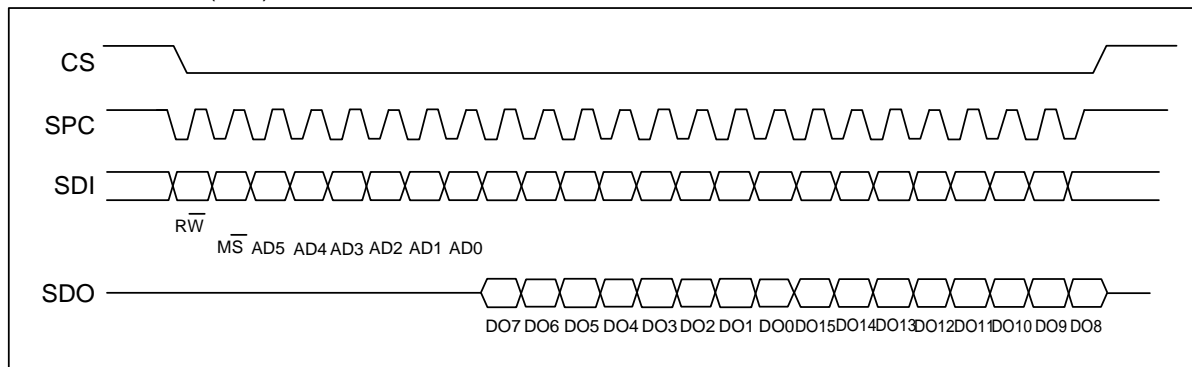 CS
SPC
SDI
RW̅
MS̅ AD5 AD4 AD3 AD2 AD1 AD0
SDO
DO7 DO6 DO5 DO4 DO3 DO2 DO1 DO0 DO15 DO14 DO13 DO12 DO11 DO10 DO9 DO8